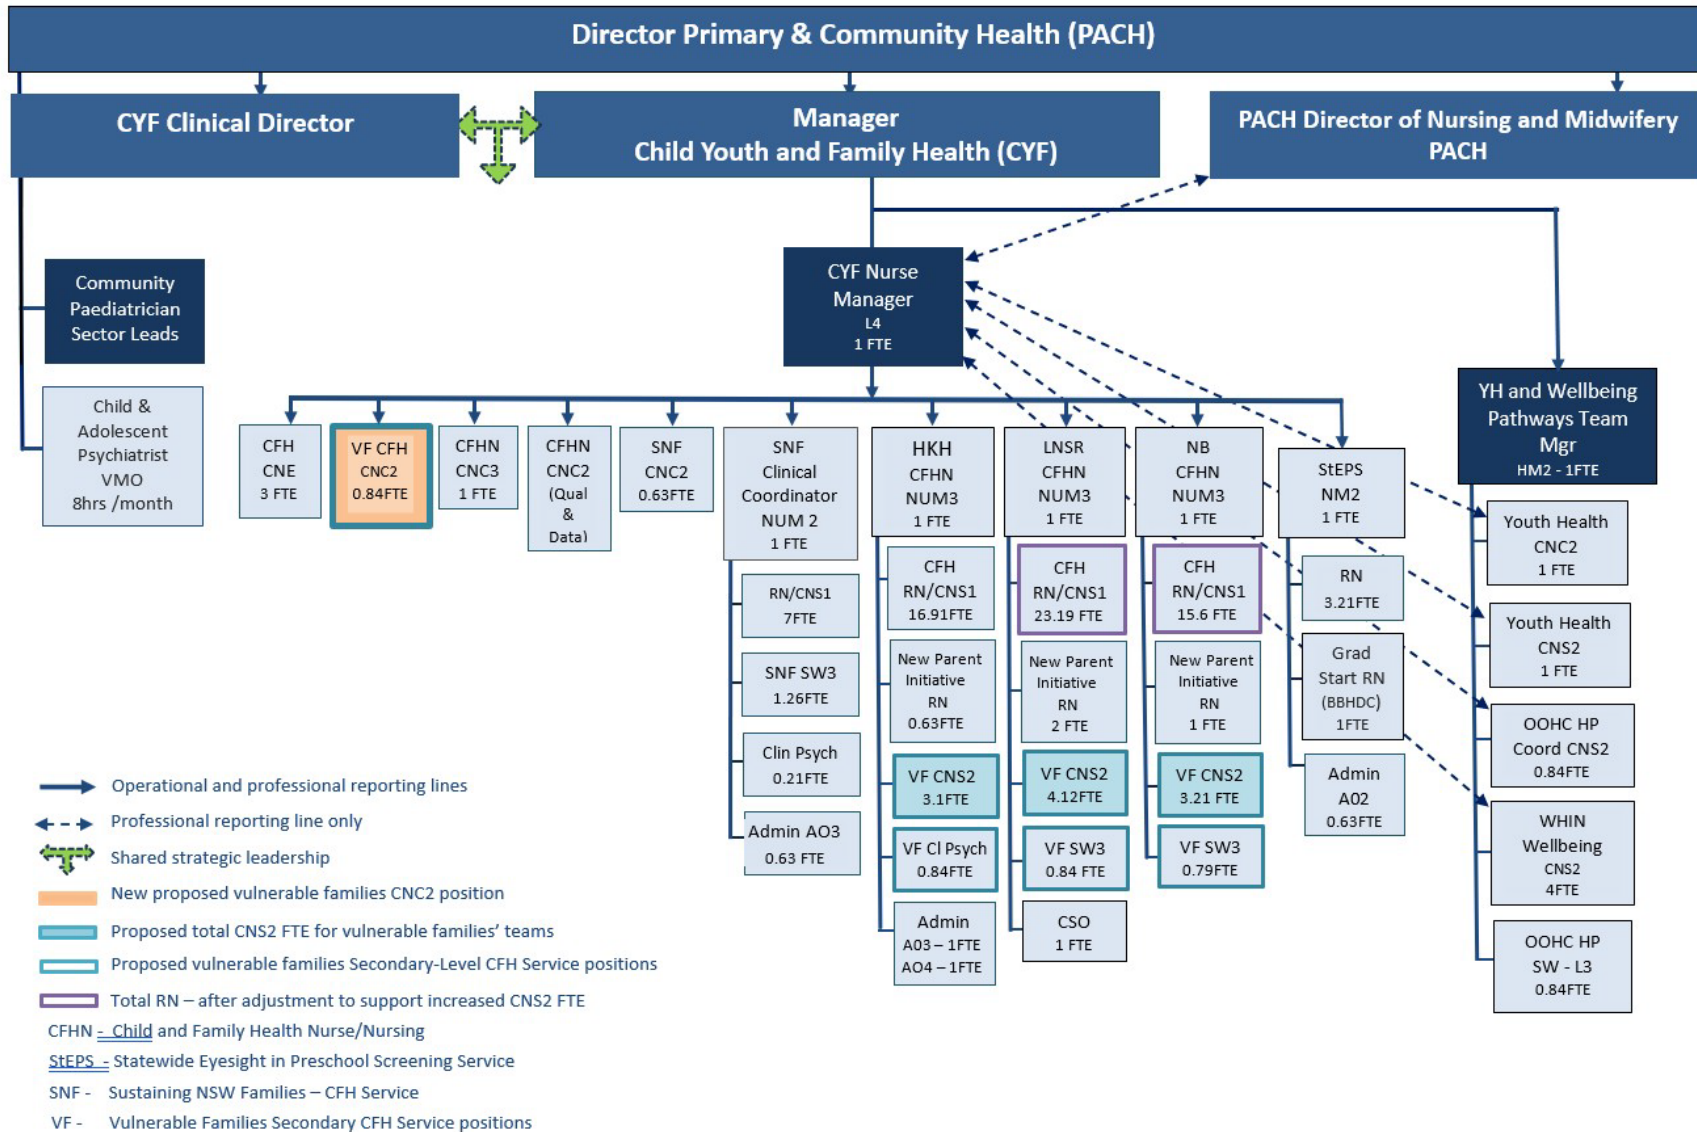 Director Primary & Community Health (PACH)
CYF Clinical Director
Manager
Child Youth and Family Health (CYF)
PACH Director of Nursing and Midwifery
PACH
Community
Paediatrician
Sector Leads
Child &
Adolescent
Psychiatrist
VMO
8hrs /month
CYF Nurse
Manager
L4
1 FTE
YH and Wellbeing
Pathways Team
Mgr
HM2 - 1FTE
CFH
CNE
3 FTE
VF CFH
CNC2
0.84FTE
CFHN
CNC3
1 FTE
CFHN
CNC2
(Qual
&
Data)
SNF
CNC2
0.63FTE
SNF
Clinical
Coordinator
NUM 2
1 FTE
HKH
CFHN
NUM3
1 FTE
LNSR
CFHN
NUM3
1 FTE
NB
CFHN
NUM3
1 FTE
StEPS
NM2
1 FTE
RN/CNS1
7FTE
SNF SW3
1.26FTE
Clin Psych
0.21FTE
Admin AO3
0.63 FTE
CFH
RN/CNS1
16.91FTE
New Parent
Initiative
RN
0.63FTE
VF CNS2
3.1FTE
VF Cl Psych
0.84FTE
Admin
A03 – 1FTE
AO4 – 1FTE
CFH
RN/CNS1
23.19 FTE
New Parent
Initiative
RN
2 FTE
VF CNS2
4.12FTE
VF SW3
0.84 FTE
CSO
1 FTE
CFH
RN/CNS1
15.6 FTE
New Parent
Initiative
RN
1 FTE
VF CNS2
3.21 FTE
VF SW3
0.79FTE
RN
3.21FTE
Grad
Start RN
(BBHDC)
1FTE
Admin
A02
0.63FTE
Youth Health
CNC2
1 FTE
Youth Health
CNS2
1 FTE
OOHC HP
Coord CNS2
0.84FTE
WHIN
Wellbeing
CNS2
4FTE
OOHC HP
SW - L3
0.84FTE
Operational and professional reporting lines
Professional reporting line only
Shared strategic leadership
New proposed vulnerable families CNC2 position
Proposed total CNS2 FTE for vulnerable families' teams
Proposed vulnerable families Secondary-Level CFH Service positions
Total RN – after adjustment to support increased CNS2 FTE
CFHN - Child and Family Health Nurse/Nursing
StEPS - Statewide Eyesight in Preschool Screening Service
SNF - Sustaining NSW Families – CFH Service
VF - Vulnerable Families Secondary CFH Service positions